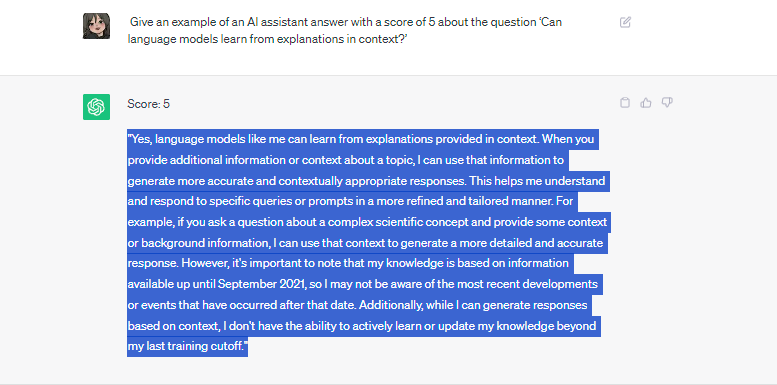 Give an example of an AI assistant answer with a score of 5 about the question ‘Can
language models learn from explanations in context?’
Score: 5
"Yes, language models like me can learn from explanations provided in context. When you
provide additional information or context about a topic, I can use that information to
generate more accurate and contextually appropriate responses. This helps me understand
and respond to specific queries or prompts in a more refined and tailored manner. For
example, if you ask a question about a complex scientific concept and provide some context
or background information, I can use that context to generate a more detailed and accurate
response. However, it's important to note that my knowledge is based on information
available up until September 2021, so I may not be aware of the most recent developments
or events that have occurred after that date. Additionally, while I can generate responses
based on context, I don't have the ability to actively learn or update my knowledge beyond
my last training cutoff."